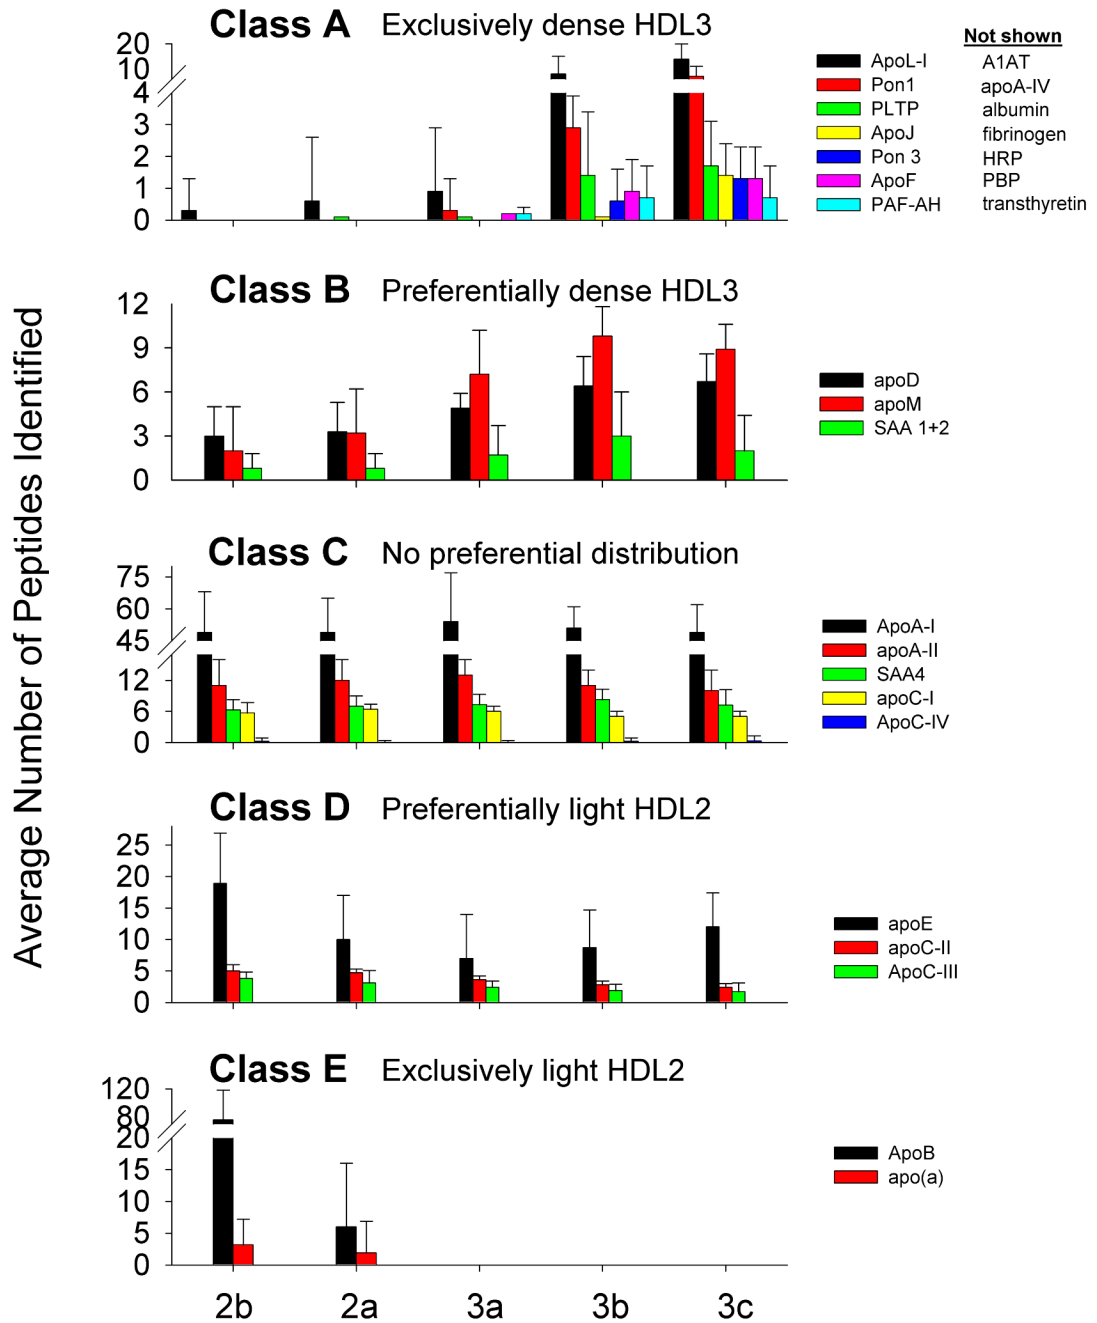 Average Number of Peptides Identified
Class A Exclusively dense HDL3
20
10
4
3
2
1
0
ApoL-I
Pon1
PLTP
ApoJ
Pon 3
ApoF
PAF-AH
Not shown
A1AT
apoA-IV
albumin
fibrinogen
HRP
PBP
transthyretin
Class B Preferentially dense HDL3
12
9
6
3
0
apoD
apoM
SAA 1+2
Class C No preferential distribution
75
60
45
12
6
0
ApoA-I
apoA-II
SAA4
apoC-I
ApoC-IV
Class D Preferentially light HDL2
25
20
15
10
5
0
apoE
apoC-II
ApoC-III
Class E Exclusively light HDL2
120
80
20
15
10
5
0
ApoB
apo(a)
2b 2a 3a 3b 3c